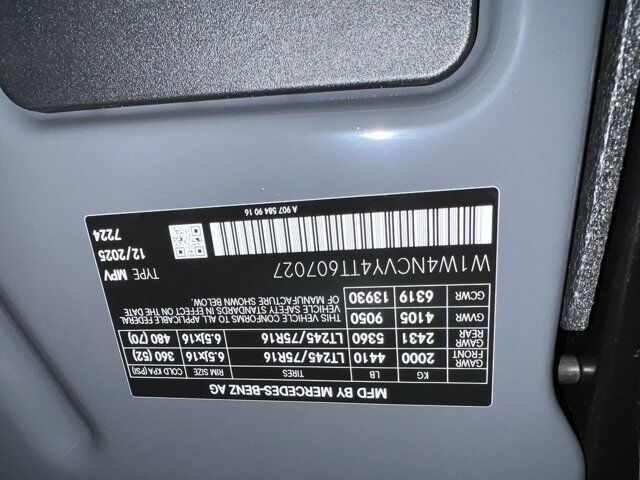 MFD BY MERCEDES-BENZ AG
KG LB TIRES RIM SIZE COLD KPA (PSI)
GAWR FRONT 2000 4410 LT245/75R16 6.5Jx16 360 (52)
GAWR REAR 2431 5360 LT245/75R16 6.5Jx16 480 (70)
GVWR 4105 9050 THIS VEHICLE CONFORMS TO ALL APPLICABLE FEDERAL
VEHICLE SAFETY STANDARDS IN EFFECT ON THE DATE
GCWR 6319 13930 OF MANUFACTURE SHOWN BELOW.
W1W4NCVY4TT607027 TYPE MPV
12/2025
7224
A 907 584 90 16